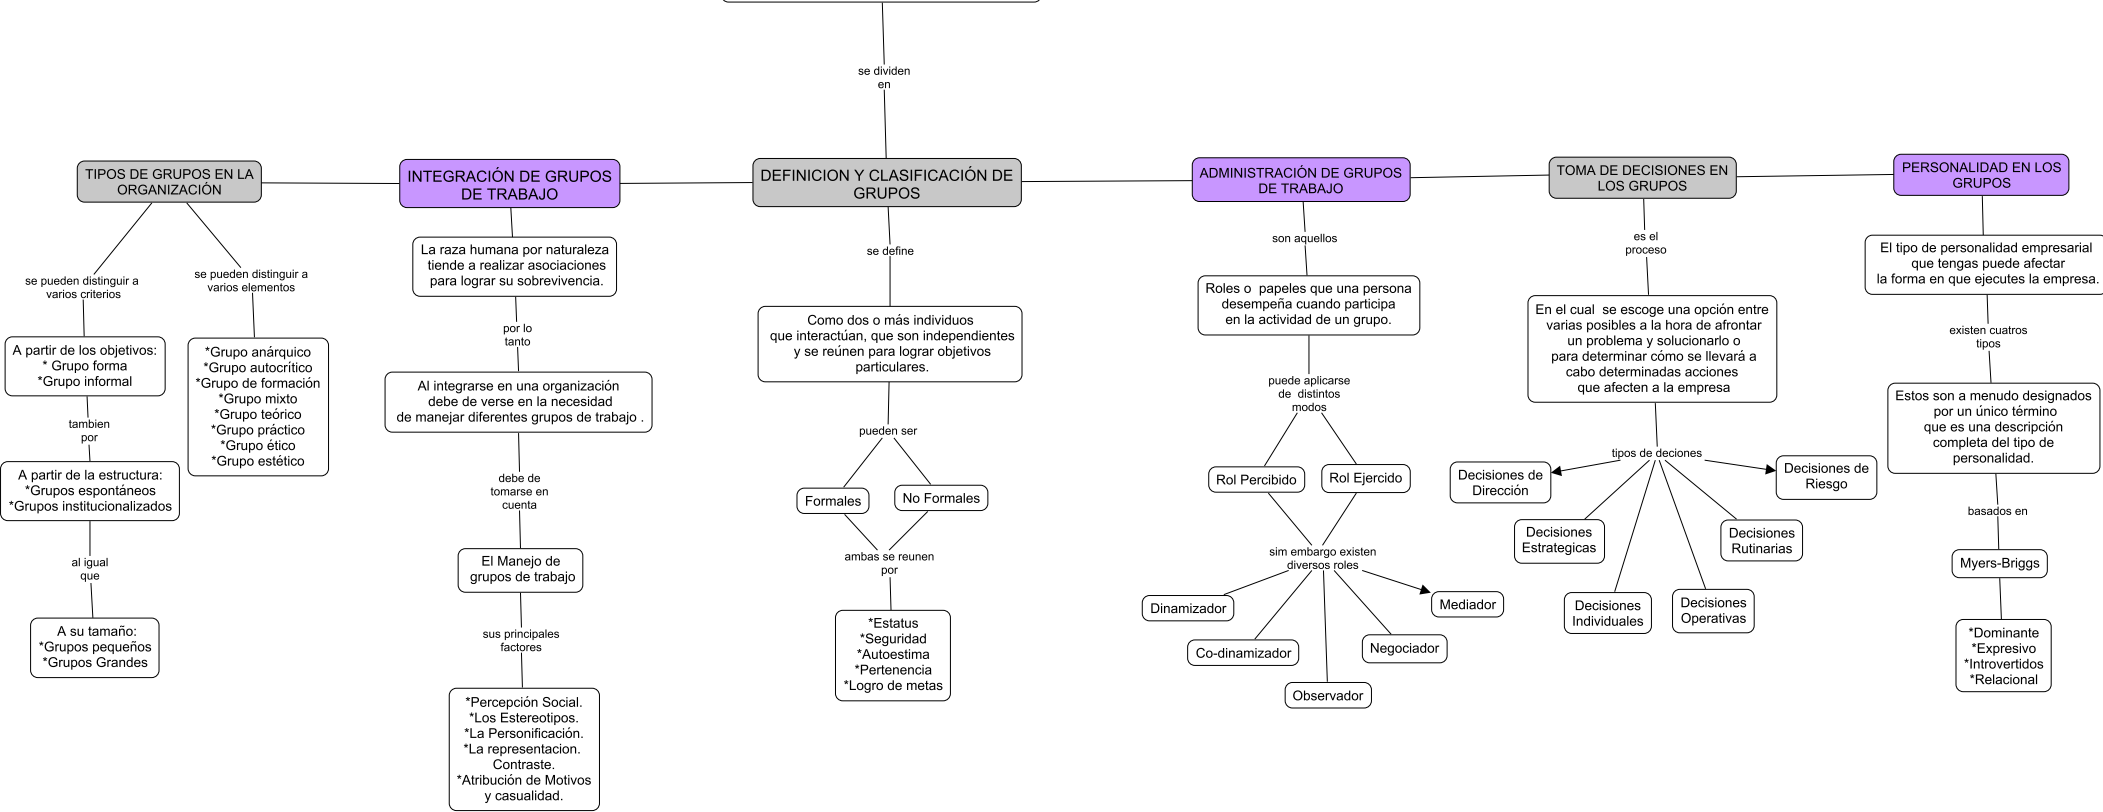 se dividen
en
TIPOS DE GRUPOS EN LA
ORGANIZACIÓN
se pueden distinguir a
varios criterios
A partir de los objetivos:
* Grupo forma
*Grupo informal
tambien
por
A partir de la estructura:
*Grupos espontáneos
*Grupos institucionalizados
al igual
que
A su tamaño:
*Grupos pequeños
*Grupos Grandes
se pueden distinguir a
varios elementos
*Grupo anárquico
*Grupo autocrítico
*Grupo de formación
*Grupo mixto
*Grupo teórico
*Grupo práctico
*Grupo ético
*Grupo estético
INTEGRACIÓN DE GRUPOS
DE TRABAJO
La raza humana por naturaleza
tiende a realizar asociaciones
para lograr su sobrevivencia.
por lo
tanto
Al integrarse en una organización
debe de verse en la necesidad
de manejar diferentes grupos de trabajo .
debe de
tomarse en
cuenta
El Manejo de
grupos de trabajo
sus principales
factores
*Percepción Social.
*Los Estereotipos.
*La Personificación.
*La representacion.
Contraste.
*Atribución de Motivos
y casualidad.
DEFINICION Y CLASIFICACIÓN DE
GRUPOS
se define
Como dos o más individuos
que interactúan, que son independientes
y se reúnen para lograr objetivos
particulares.
pueden ser
Formales
No Formales
ambas se reunen
por
*Estatus
*Seguridad
*Autoestima
*Pertenencia
*Logro de metas
ADMINISTRACIÓN DE GRUPOS
DE TRABAJO
son aquellos
Roles o papeles que una persona
desempeña cuando participa
en la actividad de un grupo.
puede aplicarse
de distintos
modos
Rol Percibido
Rol Ejercido
sim embargo existen
diversos roles
Dinamizador
Co-dinamizador
Observador
Negociador
Mediador
TOMA DE DECISIONES EN
LOS GRUPOS
es el
proceso
En el cual se escoge una opción entre
varias posibles a la hora de afrontar
un problema y solucionarlo o
para determinar cómo se llevará a
cabo determinadas acciones
que afecten a la empresa
tipos de deciones
Decisiones de
Dirección
Decisiones
Estrategicas
Decisiones
Individuales
Decisiones
Operativas
Decisiones
Rutinarias
Decisiones de
Riesgo
PERSONALIDAD EN LOS
GRUPOS
El tipo de personalidad empresarial
que tengas puede afectar
la forma en que ejecutes la empresa.
existen cuatros
tipos
Estos son a menudo designados
por un único término
que es una descripción
completa del tipo de
personalidad.
basados en
Myers-Briggs
*Dominante
*Expresivo
*Introvertidos
*Relacional